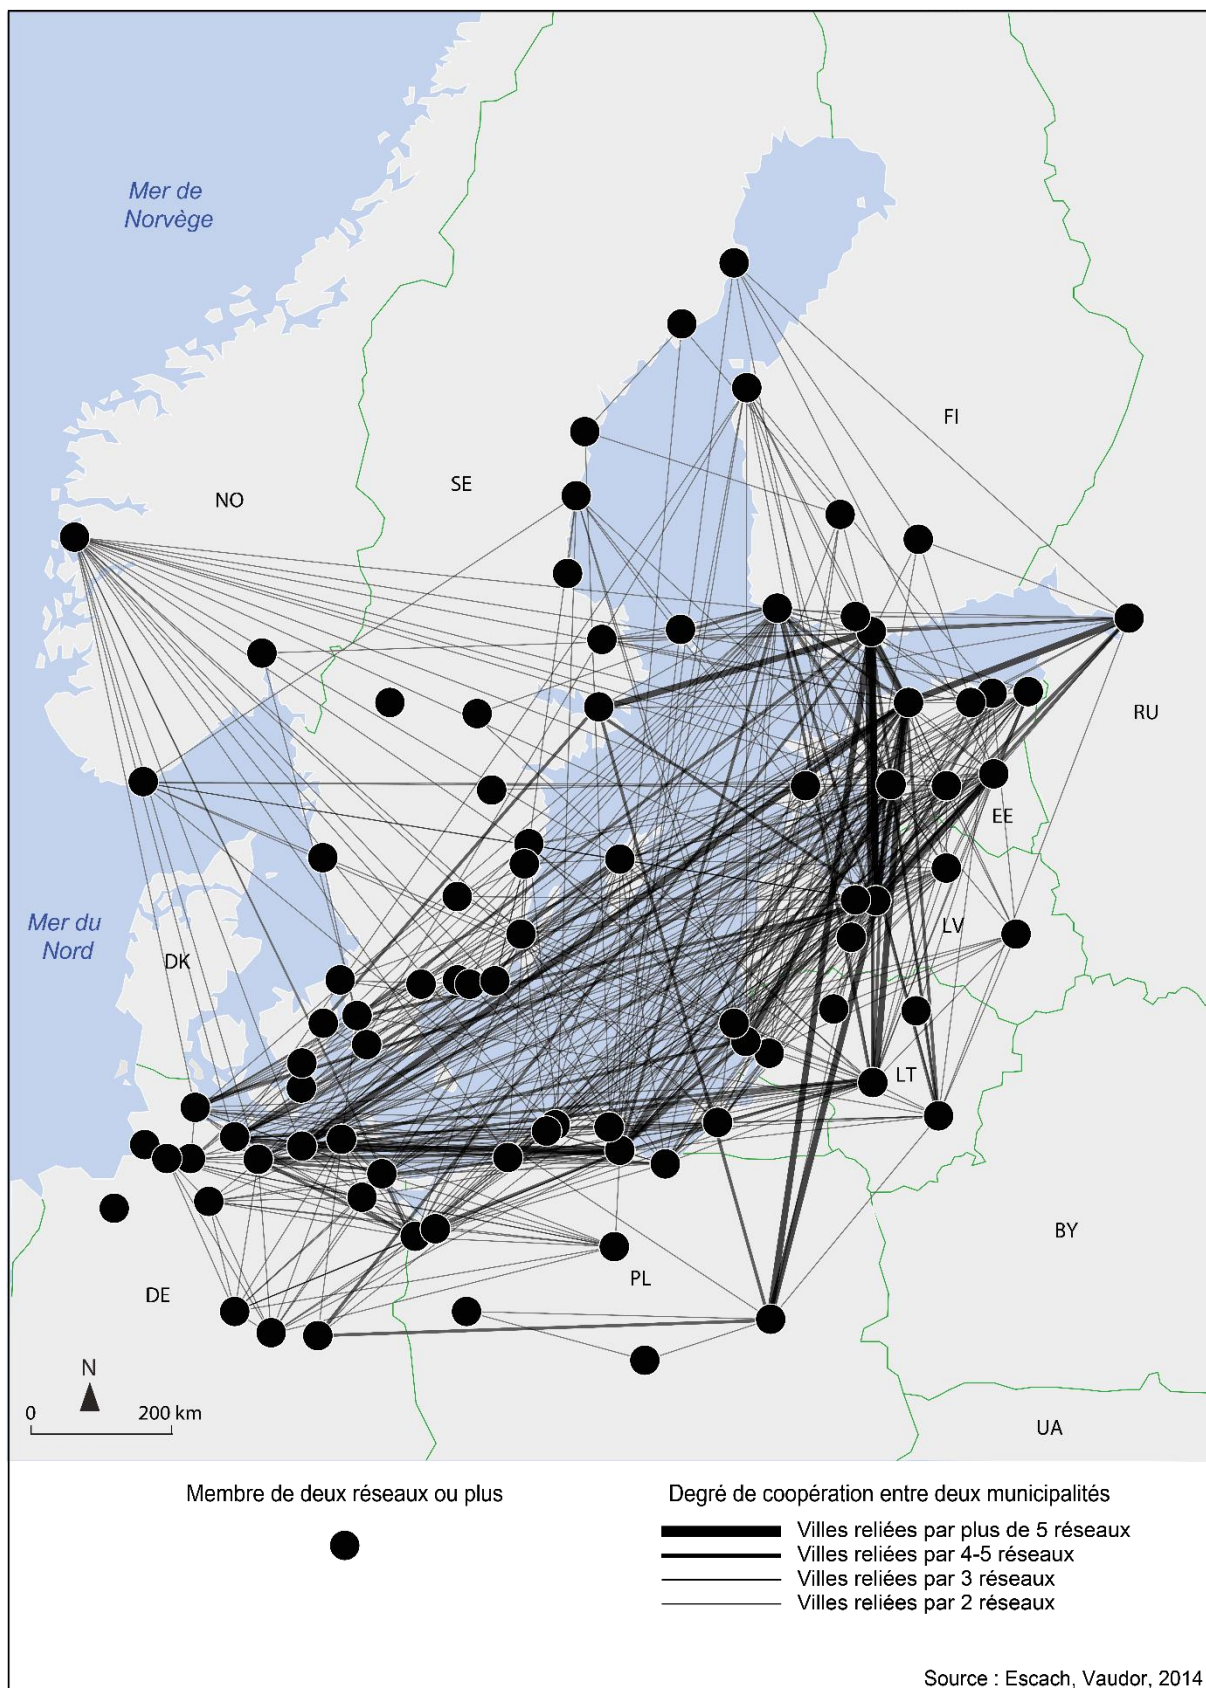 Mer de
Norvège
FI
SE
NO
RU
EE
Mer du
Nord
DK
LV
LT
BY
PL
DE
N
0 200 km
UA
Membre de deux réseaux ou plus
Degré de coopération entre deux municipalités
Villes reliées par plus de 5 réseaux
Villes reliées par 4-5 réseaux
Villes reliées par 3 réseaux
Villes reliées par 2 réseaux
Source : Escach, Vaudor, 2014